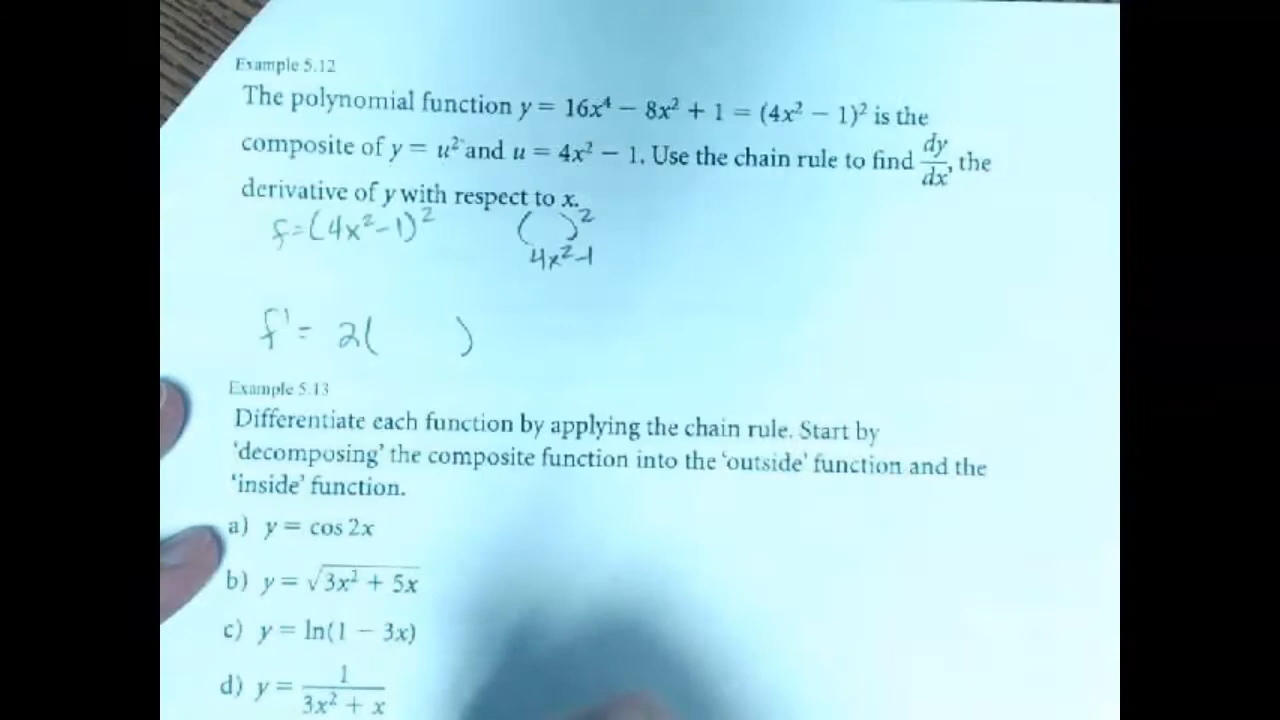 Example 5.12
The polynomial function y = 16x⁴ − 8x² + 1 = (4x² − 1)² is the
composite of y = u² and u = 4x² − 1. Use the chain rule to find dy/dx, the
derivative of y with respect to x.
f=(4x²-1)² ( )²
4x²-1
f'= 2( )
Example 5.13
Differentiate each function by applying the chain rule. Start by
‘decomposing’ the composite function into the ‘outside’ function and the
‘inside’ function.
a) y = cos 2x
b) y = √(3x² + 5x)
c) y = ln(1 − 3x)
d) y = 1/(3x² + x)